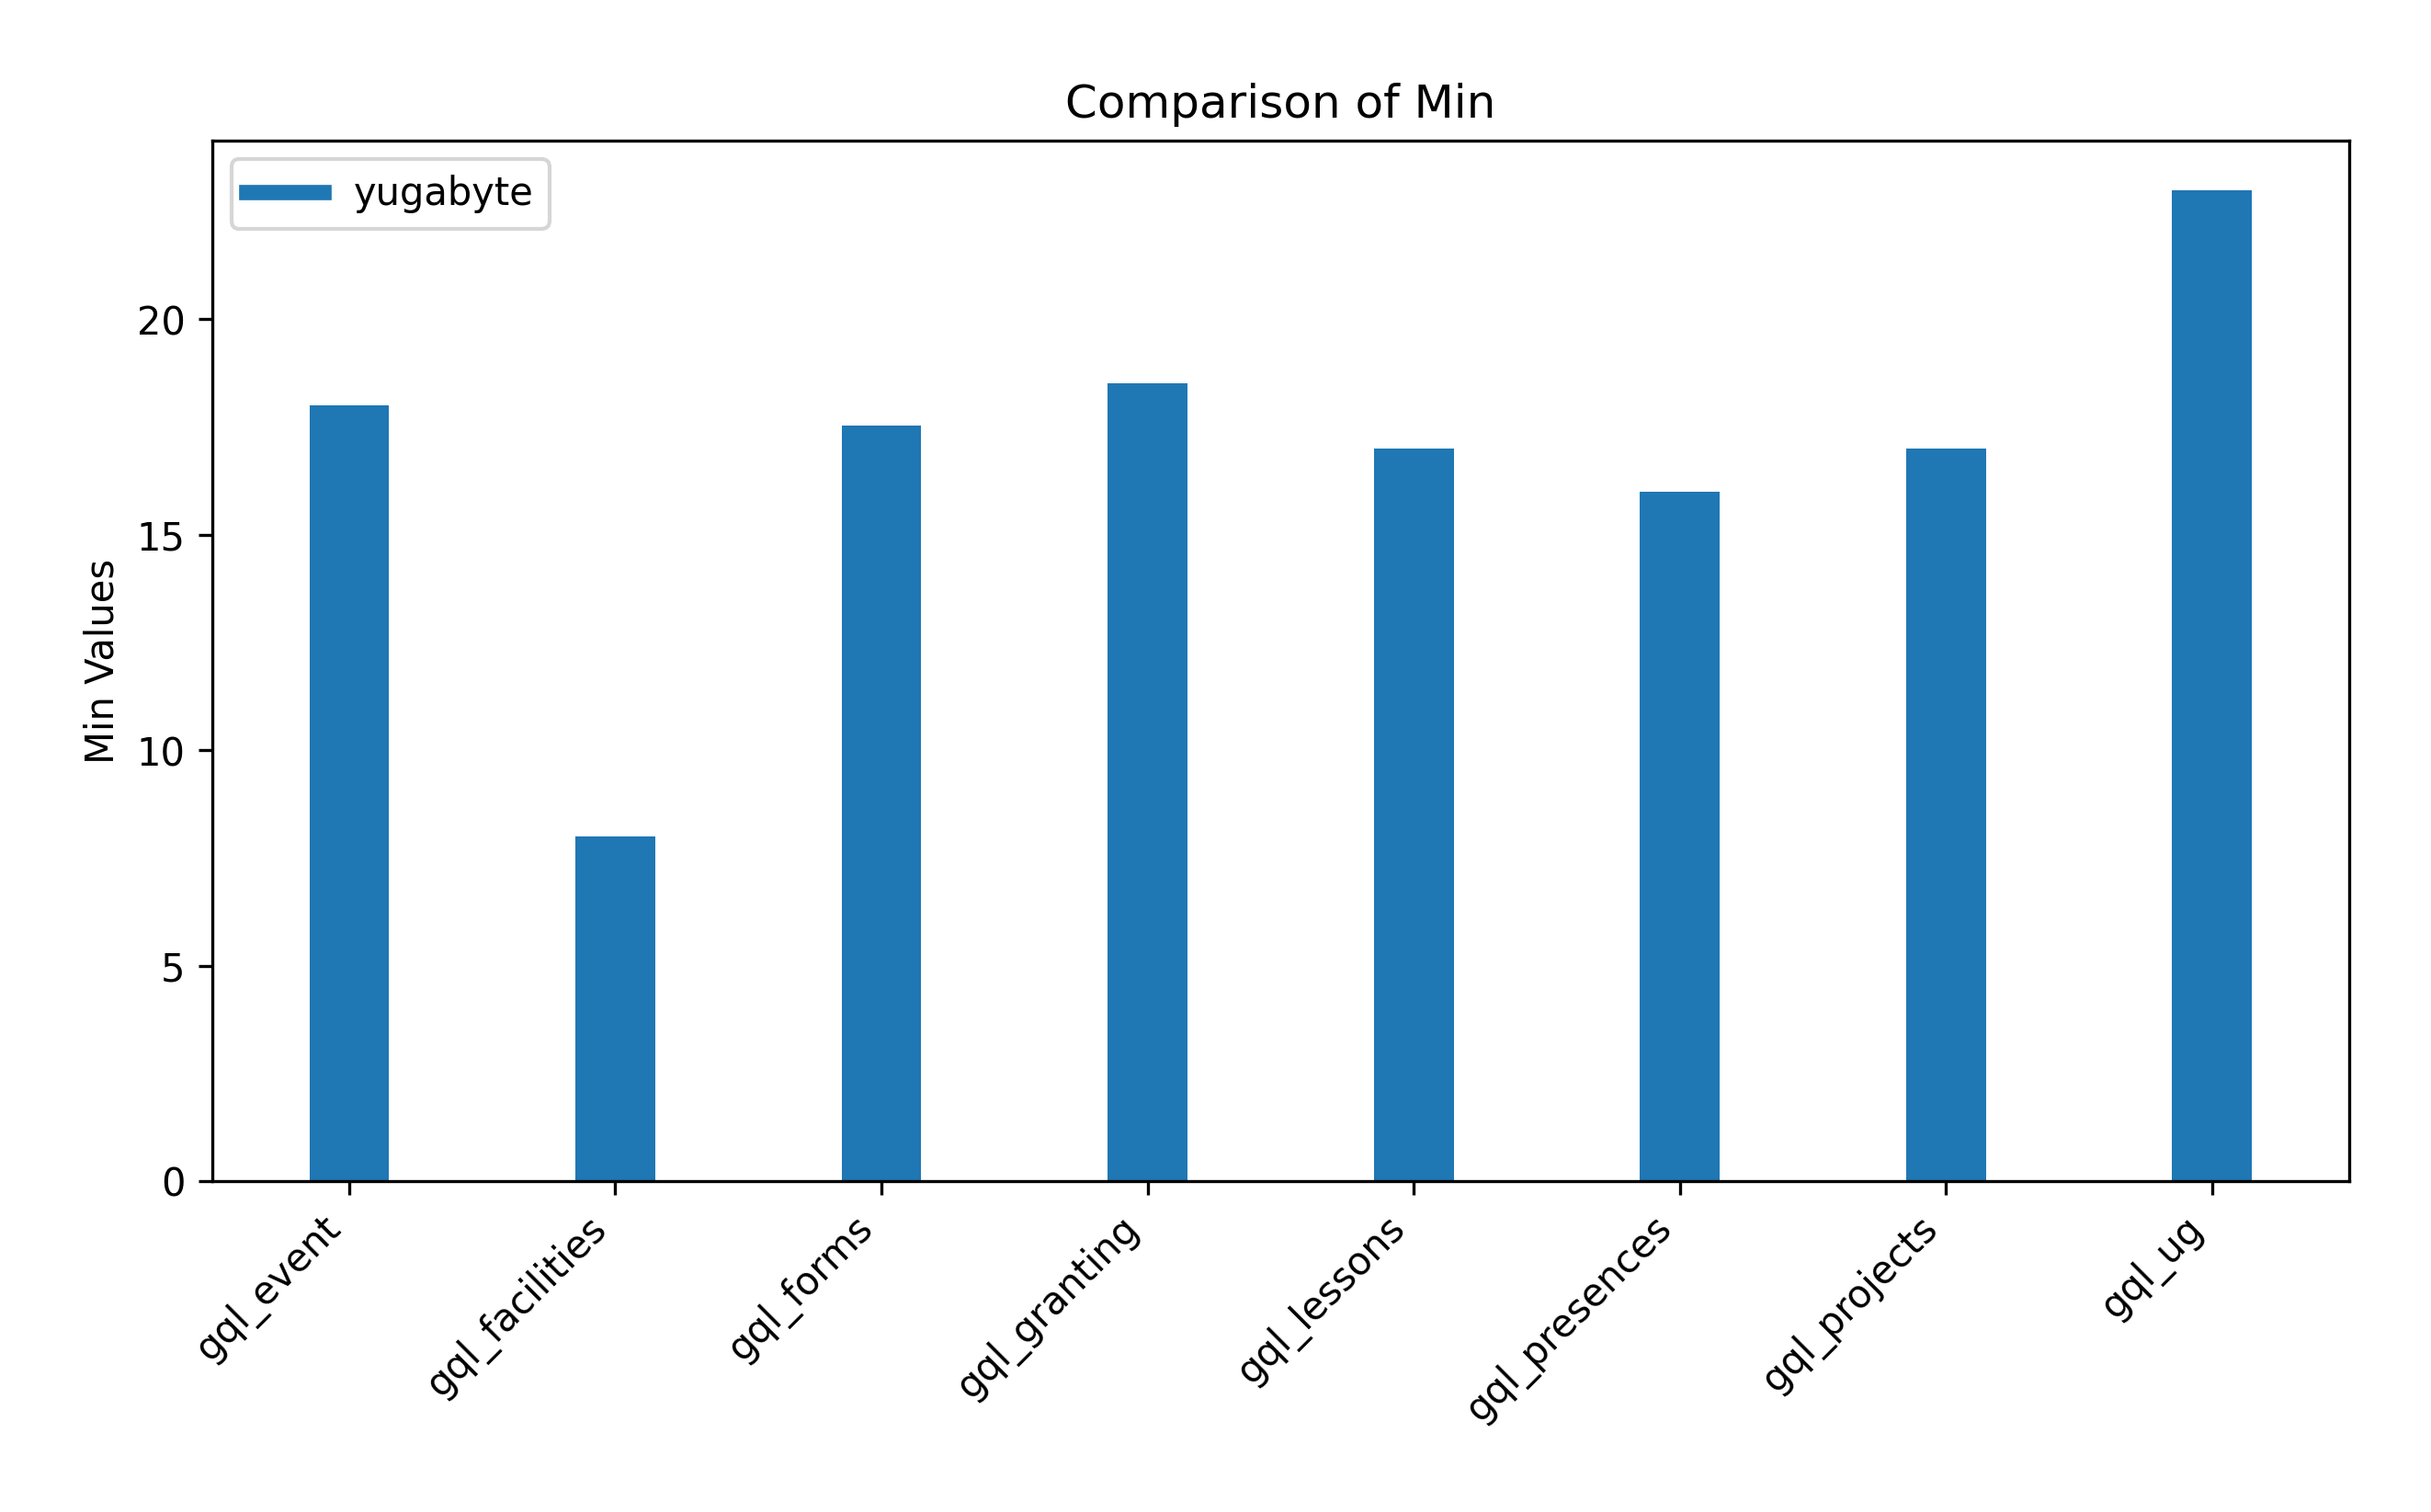 Comparison of Min
yugabyte
Min Values
20
15
10
5
0
gql_event
gql_facilities
gql_forms
gql_granting
gql_lessons
gql_presences
gql_projects
gql_ug